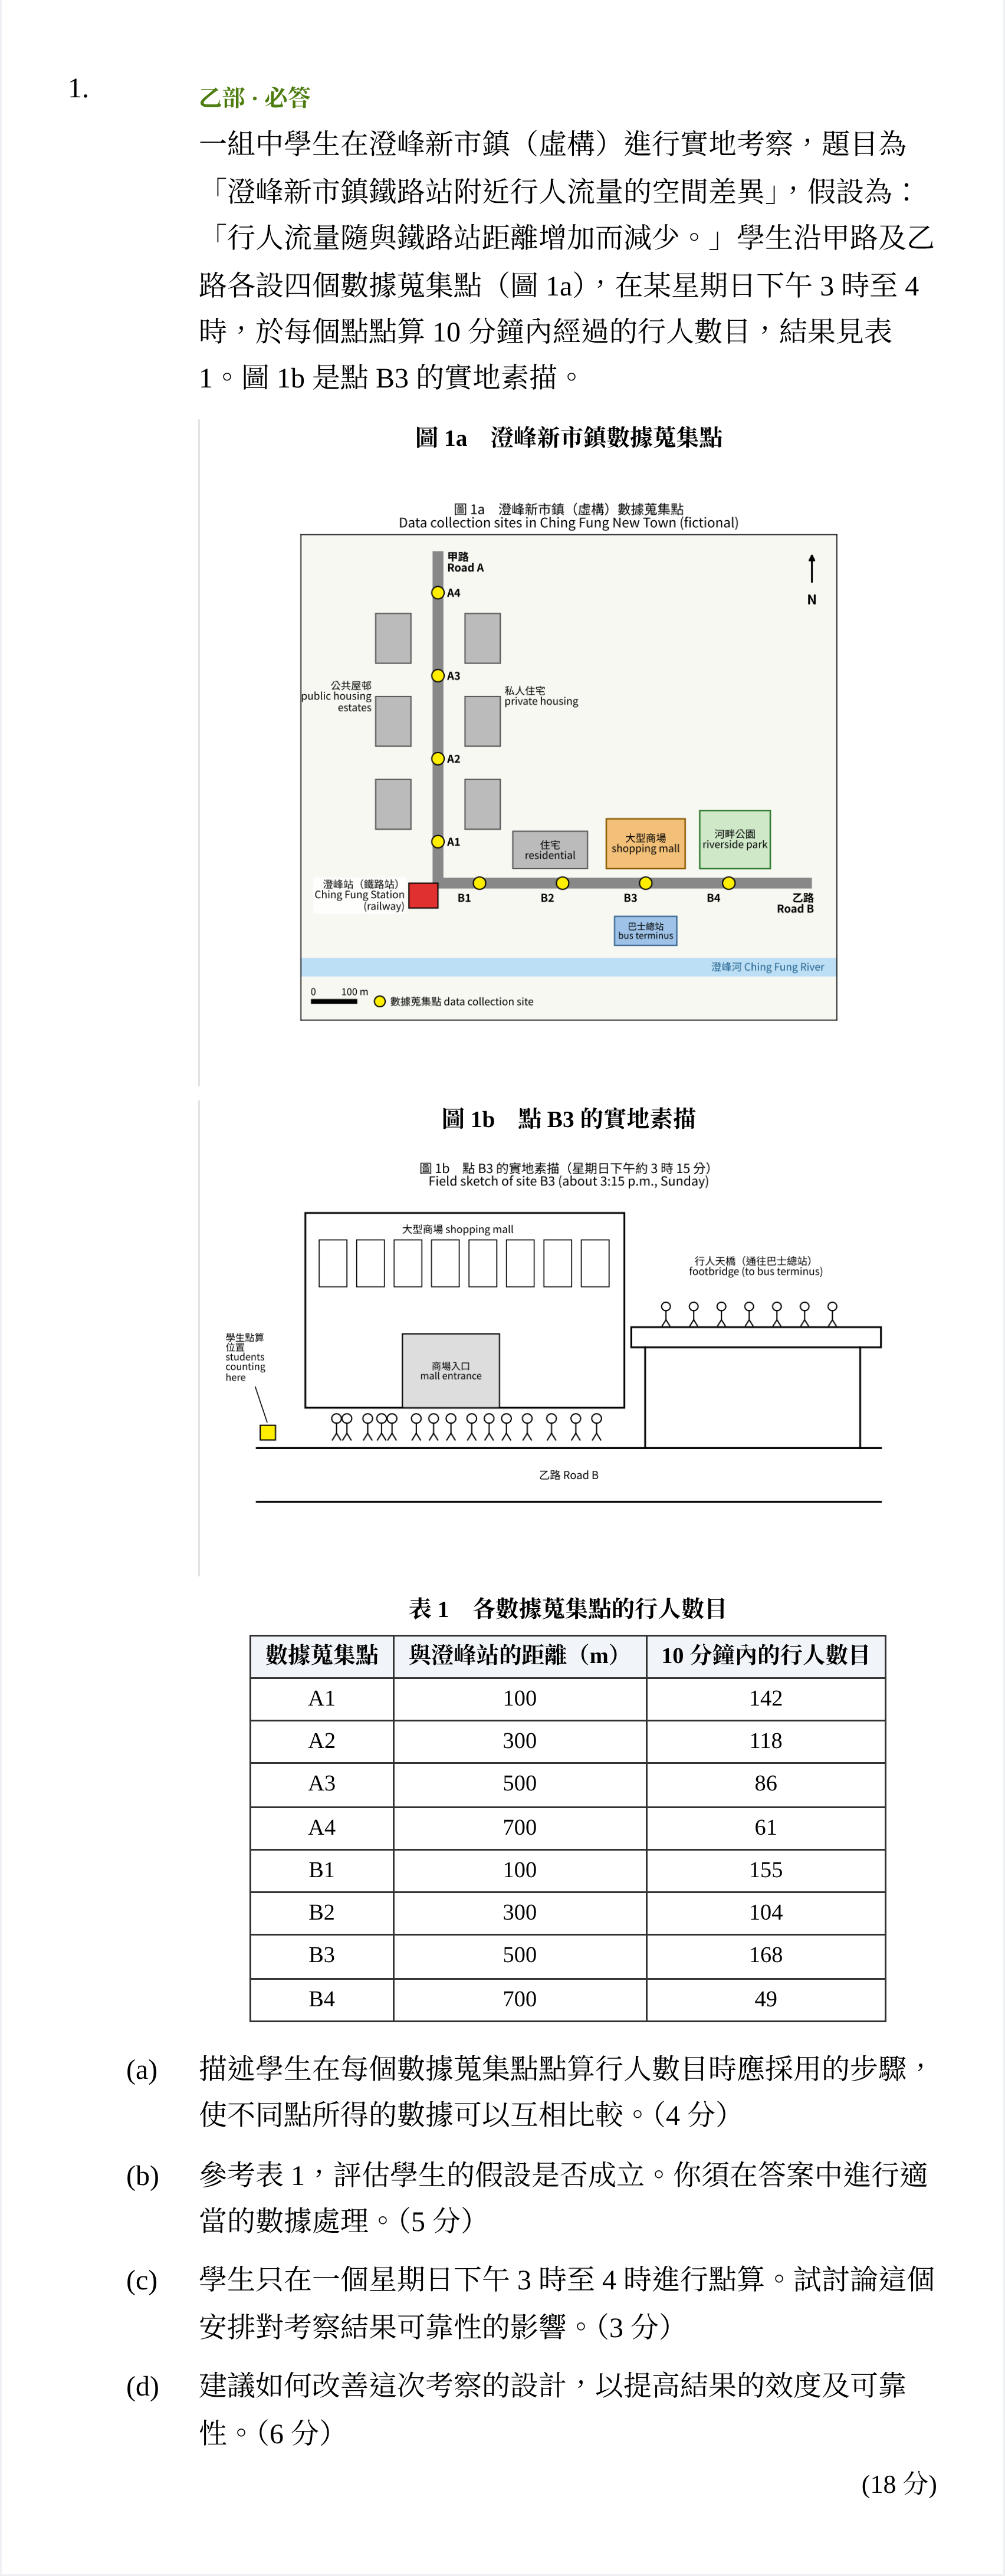 1.
乙部 · 必答
一組中學生在澄峰新市鎮（虛構）進行實地考察，題目為
「澄峰新市鎮鐵路站附近行人流量的空間差異」，假設為：
「行人流量隨與鐵路站距離增加而減少。」學生沿甲路及乙
路各設四個數據蒐集點（圖 1a），在某星期日下午 3 時至 4
時，於每個點點算 10 分鐘內經過的行人數目，結果見表
1。圖 1b 是點 B3 的實地素描。
圖 1a　澄峰新市鎮數據蒐集點
圖 1a　澄峰新市鎮（虛構）數據蒐集點
Data collection sites in Ching Fung New Town (fictional)
甲路
Road A
N
A4
A3
公共屋邨
public housing
estates
私人住宅
private housing
A2
A1
住宅
residential
大型商場
shopping mall
河畔公園
riverside park
澄峰站（鐵路站）
Ching Fung Station
(railway)
B1
B2
B3
B4
乙路
Road B
巴士總站
bus terminus
澄峰河 Ching Fung River
0 100 m
數據蒐集點 data collection site
圖 1b　點 B3 的實地素描
圖 1b　點 B3 的實地素描（星期日下午約 3 時 15 分）
Field sketch of site B3 (about 3:15 p.m., Sunday)
大型商場 shopping mall
行人天橋（通往巴士總站）
footbridge (to bus terminus)
學生點算
位置
students
counting
here
商場入口
mall entrance
乙路 Road B
表 1　各數據蒐集點的行人數目
數據蒐集點 與澄峰站的距離（m） 10 分鐘內的行人數目
A1 100 142
A2 300 118
A3 500 86
A4 700 61
B1 100 155
B2 300 104
B3 500 168
B4 700 49
(a) 描述學生在每個數據蒐集點點算行人數目時應採用的步驟，
使不同點所得的數據可以互相比較。（4 分）
(b) 參考表 1，評估學生的假設是否成立。你須在答案中進行適
當的數據處理。（5 分）
(c) 學生只在一個星期日下午 3 時至 4 時進行點算。試討論這個
安排對考察結果可靠性的影響。（3 分）
(d) 建議如何改善這次考察的設計，以提高結果的效度及可靠
性。（6 分）
(18 分)